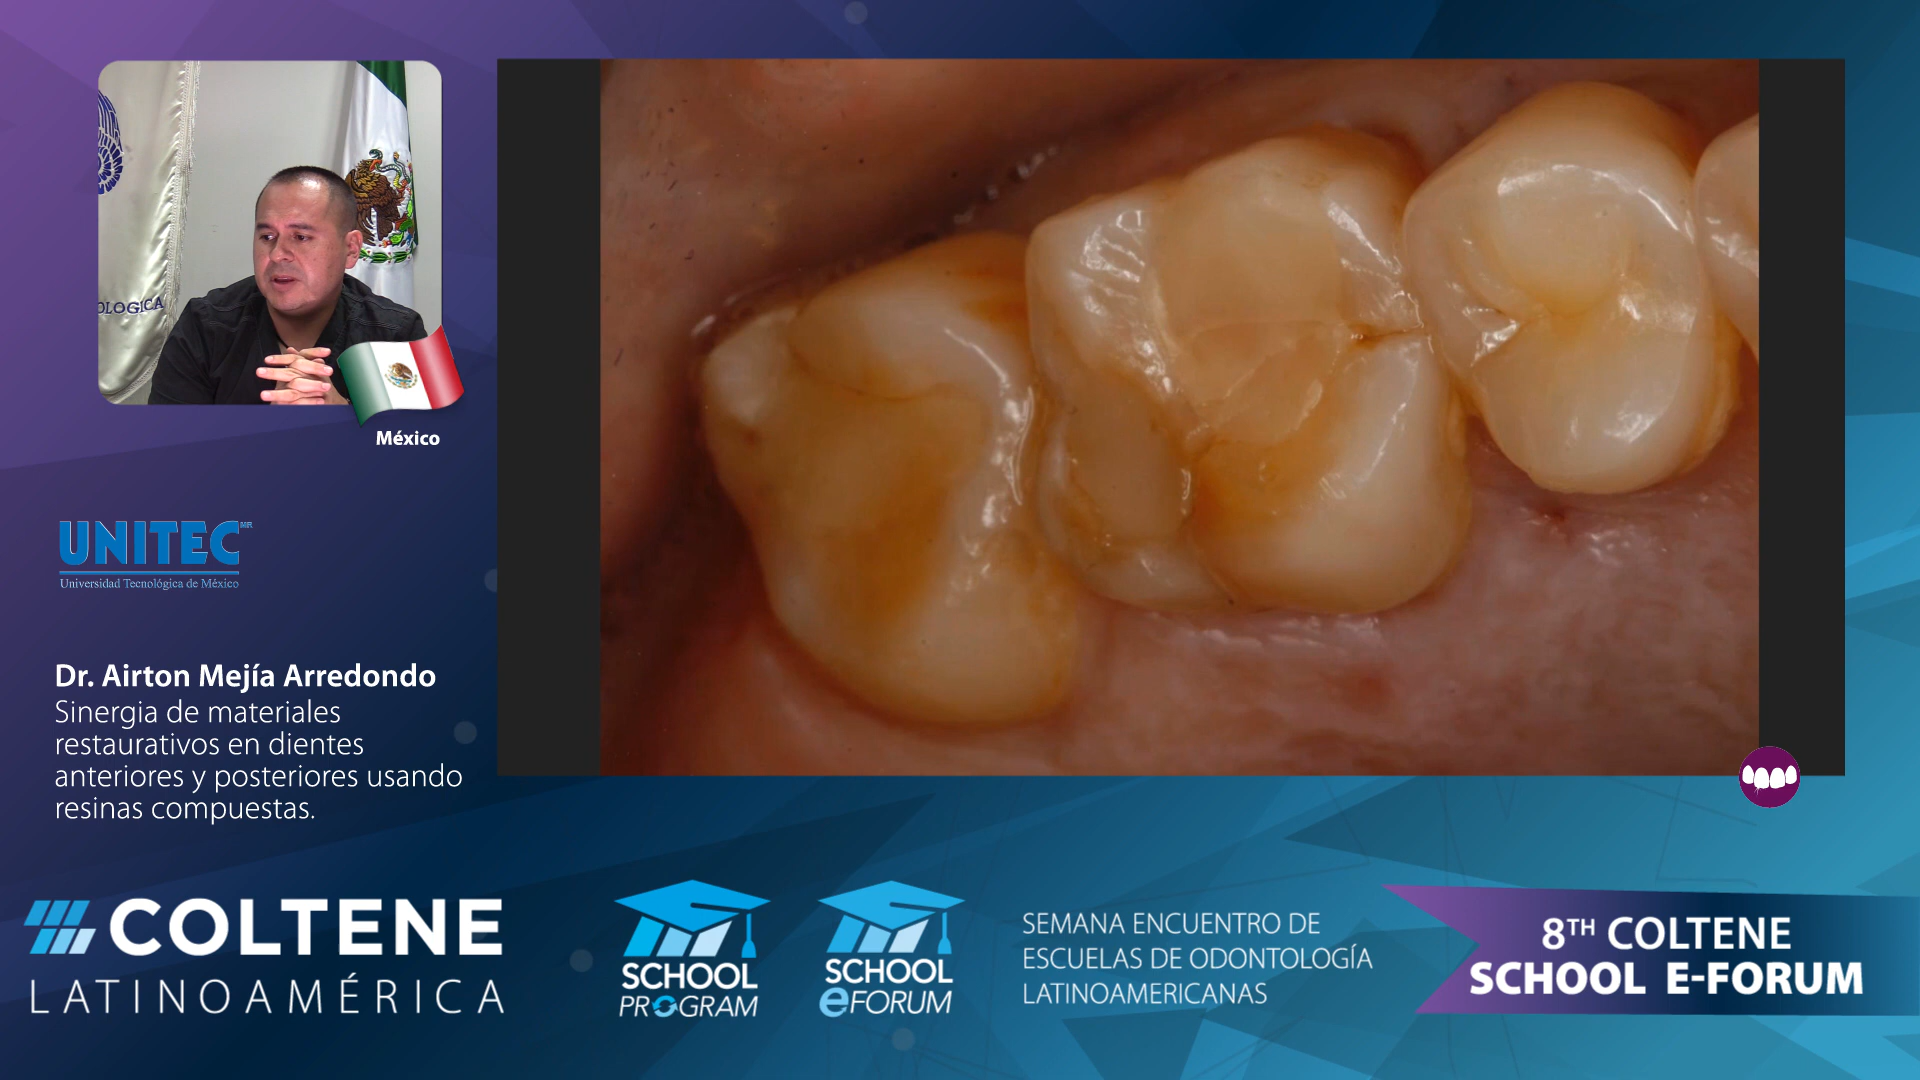 OLOGICA
México
UNITEC MR
Universidad Tecnológica de México
Dr. Airton Mejía Arredondo
Sinergia de materiales
restaurativos en dientes
anteriores y posteriores usando
resinas compuestas.
COLTENE
LATINOAMÉRICA
SCHOOL
PROGRAM
SCHOOL
eFORUM
SEMANA ENCUENTRO DE
ESCUELAS DE ODONTOLOGÍA
LATINOAMERICANAS
8TH COLTENE
SCHOOL E-FORUM